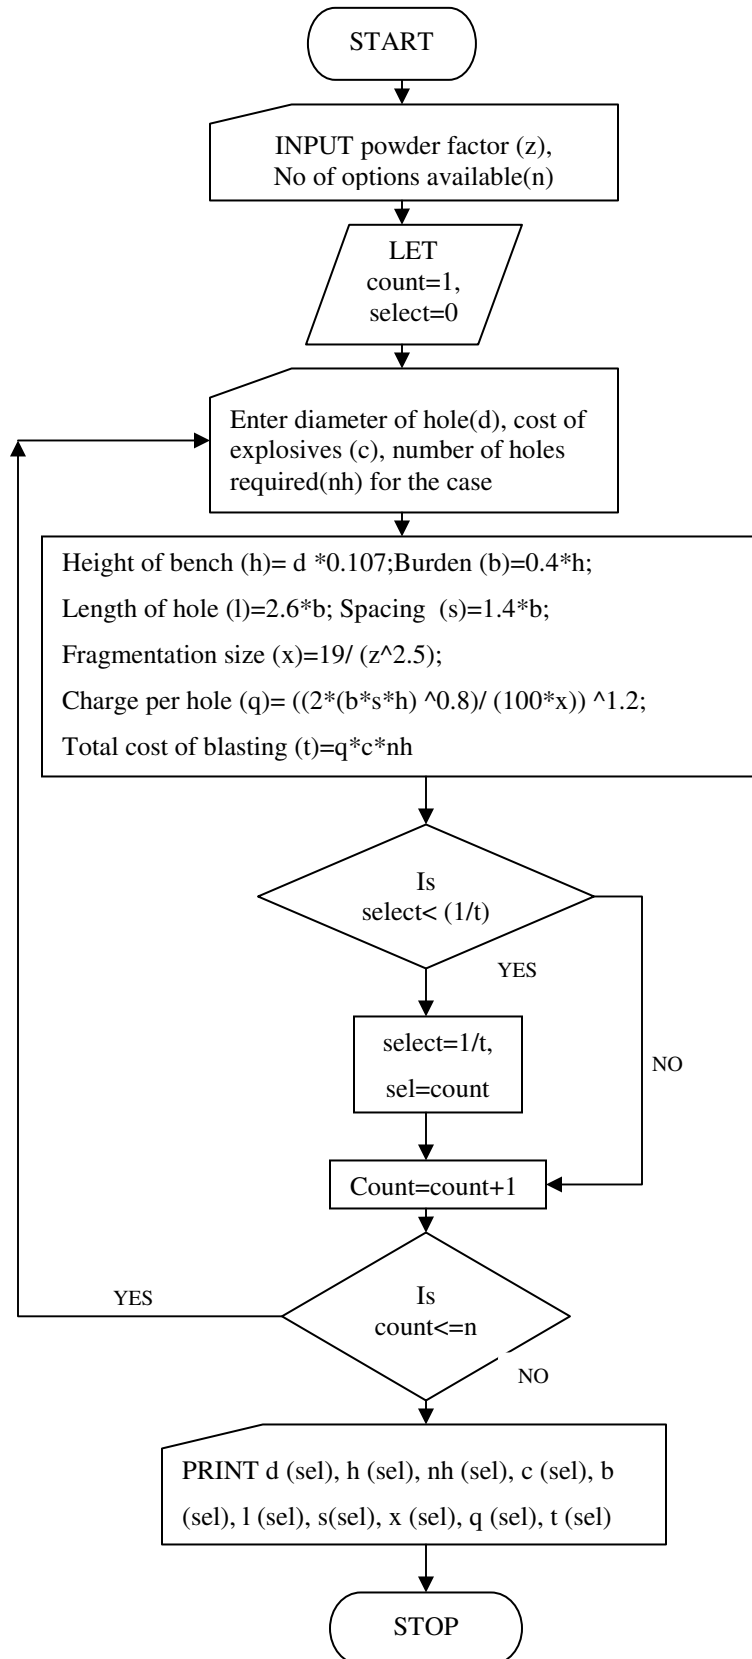 START
INPUT powder factor (z),
No of options available(n)
LET
count=1,
select=0
Enter diameter of hole(d), cost of
explosives (c), number of holes
required(nh) for the case
Height of bench (h)= d *0.107;Burden (b)=0.4*h;
Length of hole (l)=2.6*b; Spacing (s)=1.4*b;
Fragmentation size (x)=19/ (z^2.5);
Charge per hole (q)= ((2*(b*s*h) ^0.8)/ (100*x)) ^1.2;
Total cost of blasting (t)=q*c*nh
Is
select< (1/t)
YES
select=1/t,
sel=count
NO
Count=count+1
YES
Is
count<=n
NO
PRINT d (sel), h (sel), nh (sel), c (sel), b
(sel), l (sel), s(sel), x (sel), q (sel), t (sel)
STOP